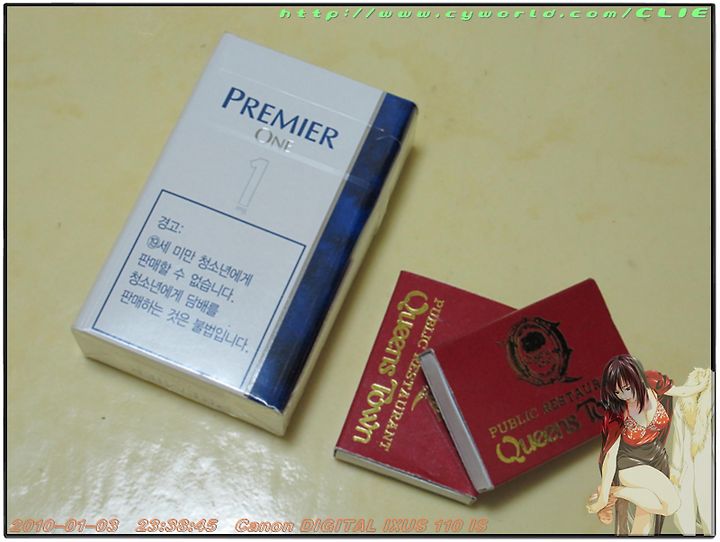 http://www.cyworld.com/CLIE
PREMIER
ONE
1
mg
경고:
⑲세 미만 청소년에게
판매할 수 없습니다.
청소년에게 담배를
판매하는 것은 불법입니다.
PUBLIC RESTAURANT
Queens Town
PUBLIC RESTAURA
Queens To
2010-01-03 23:38:45 Canon DIGITAL IXUS 110 IS